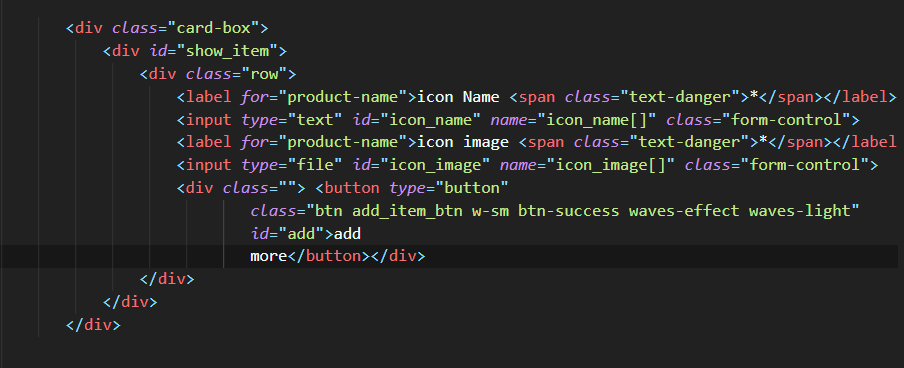 <div class="card-box">
<div id="show_item">
<div class="row">
<label for="product-name">icon Name <span class="text-danger">*</span></label>
<input type="text" id="icon_name" name="icon_name[]" class="form-control">
<label for="product-name">icon image <span class="text-danger">*</span></label
<input type="file" id="icon_image" name="icon_image[]" class="form-control">
<div class=""> <button type="button"
class="btn add_item_btn w-sm btn-success waves-effect waves-light"
id="add">add
more</button></div>
</div>
</div>
</div>